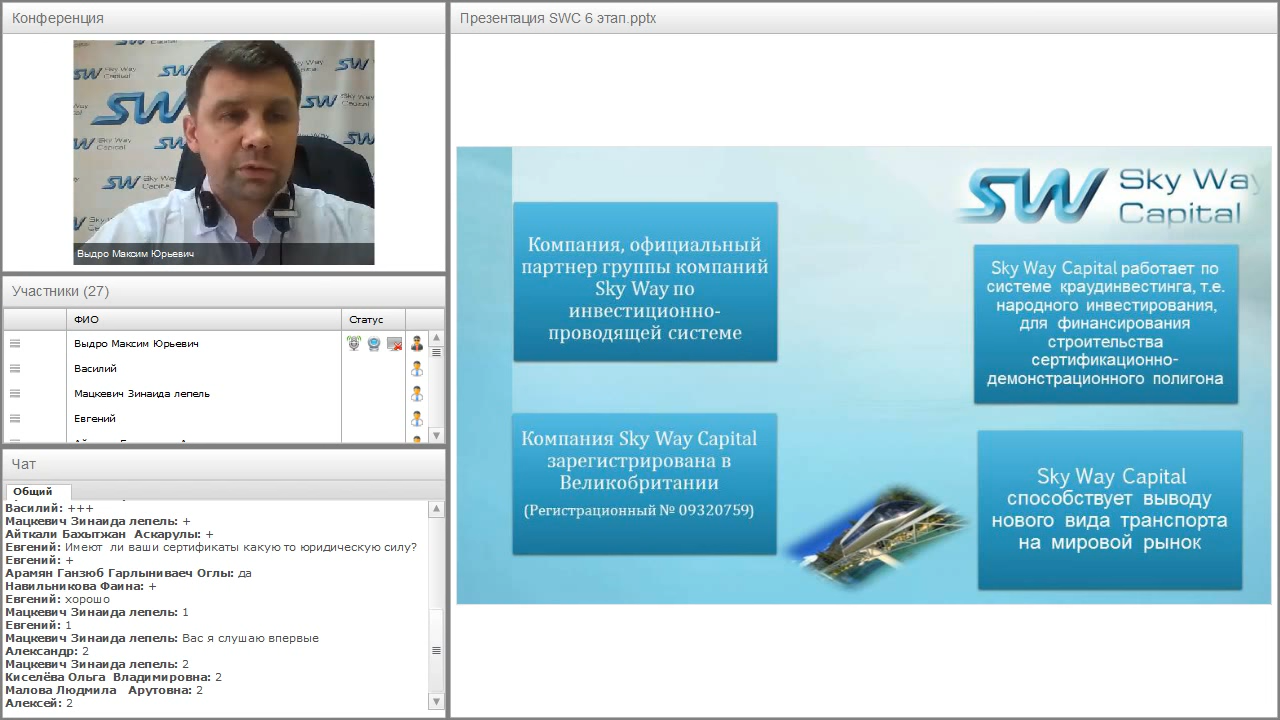 Конференция
SW
Sky Way
Capital
Выдро Максим Юрьевич
Участники (27)
ФИО
Статус
Выдро Максим Юрьевич
Василий
Мацкевич Зинаида лепель
Евгений
Чат
Общий
Василий: +++
Мацкевич Зинаида лепель: +
Айткали Бахытжан Аскарулы: +
Евгений: Имеют ли ваши сертификаты какую то юридическую силу?
Евгений: +
Арамян Ганзюб Гарлыниваеч Оглы: да
Навильникова Фаина: +
Евгений: хорошо
Мацкевич Зинаида лепель: 1
Евгений: 1
Мацкевич Зинаида лепель: Вас я слушаю впервые
Александр: 2
Мацкевич Зинаида лепель: 2
Киселёва Ольга Владимировна: 2
Малова Людмила Арутовна: 2
Алексей: 2
Презентация SWC 6 этап.pptx
SW Sky Way
Capital
Компания, официальный
партнер группы компаний
Sky Way по
инвестиционно-
проводящей системе
Sky Way Capital работает по
системе краудинвестинга, т.е.
народного инвестирования,
для финансирования
строительства
сертификационно-
демонстрационного полигона
Компания Sky Way Capital
зарегистрирована в
Великобритании
(Регистрационный № 09320759)
Sky Way Capital
способствует выводу
нового вида транспорта
на мировой рынок